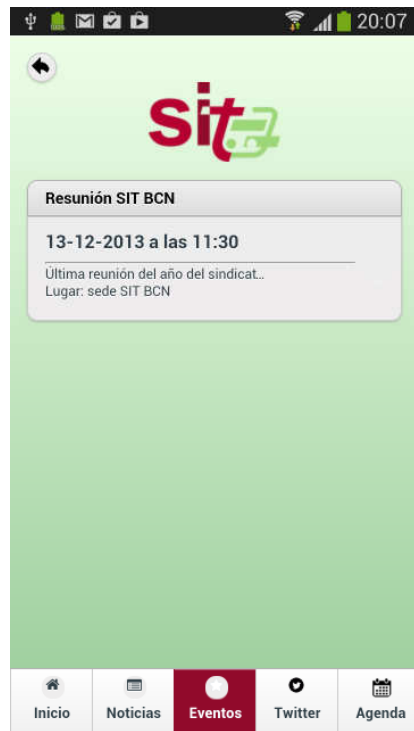 20:07
sit
Resunión SIT BCN
13-12-2013 a las 11:30
Última reunión del año del sindicat...
Lugar: sede SIT BCN
Inicio
Noticias
Eventos
Twitter
Agenda